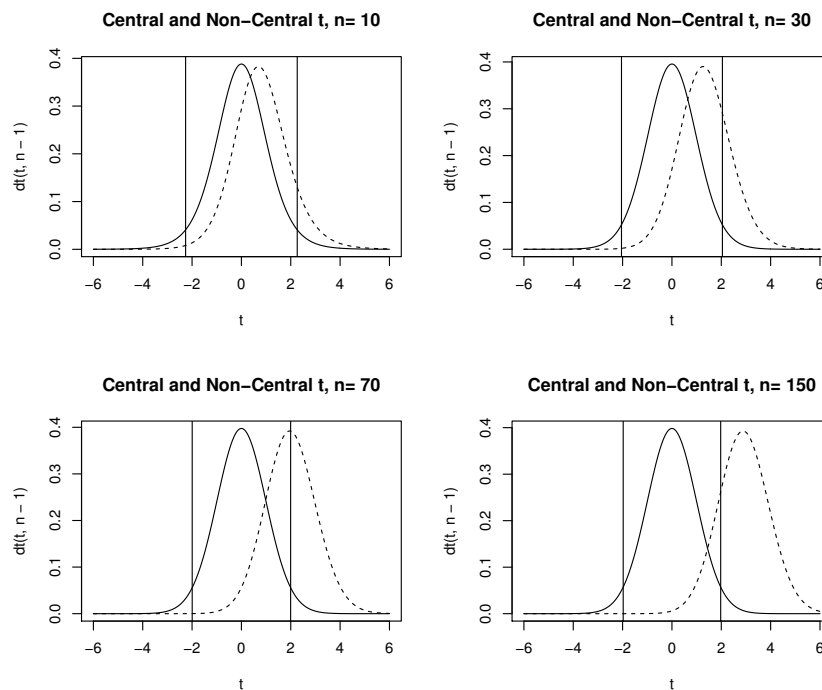 Central and Non−Central t, n= 10
dt(t, n − 1)
0.0 0.1 0.2 0.3 0.4
−6 −4 −2 0 2 4 6
t
Central and Non−Central t, n= 30
dt(t, n − 1)
0.0 0.1 0.2 0.3 0.4
−6 −4 −2 0 2 4 6
t
Central and Non−Central t, n= 70
dt(t, n − 1)
0.0 0.1 0.2 0.3 0.4
−6 −4 −2 0 2 4 6
t
Central and Non−Central t, n= 150
dt(t, n − 1)
0.0 0.1 0.2 0.3 0.4
−6 −4 −2 0 2 4 6
t